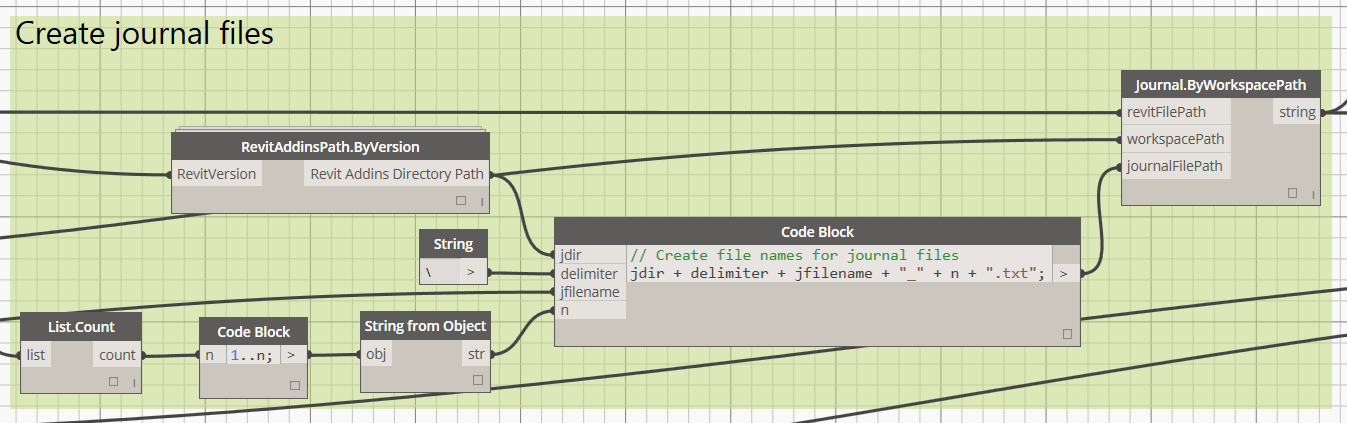 Create journal files
Journal.ByWorkspacePath
revitFilePath string
workspacePath
journalFilePath
RevitAddinsPath.ByVersion
RevitVersion Revit Addins Directory Path
String
\ >
Code Block
jdir // Create file names for journal files
delimiter jdir + delimiter + jfilename + "_" + n + ".txt"; >
jfilename
n
List.Count
list count
Code Block
n 1..n; >
String from Object
obj str